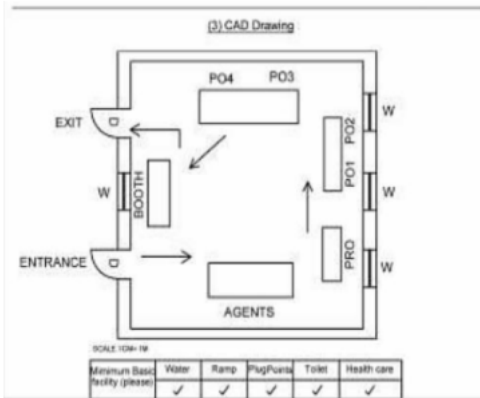 (3) CAD Drawing
PO4 PO3
EXIT
D
W
PO2
W
BOOTH
PO1
W
ENTRANCE
D
PRO
W
AGENTS
SCALE 1CM= 1M
Minimum Basic facility (please) Water Ramp PlugPoints Toilet Health care
✓ ✓ ✓ ✓ ✓